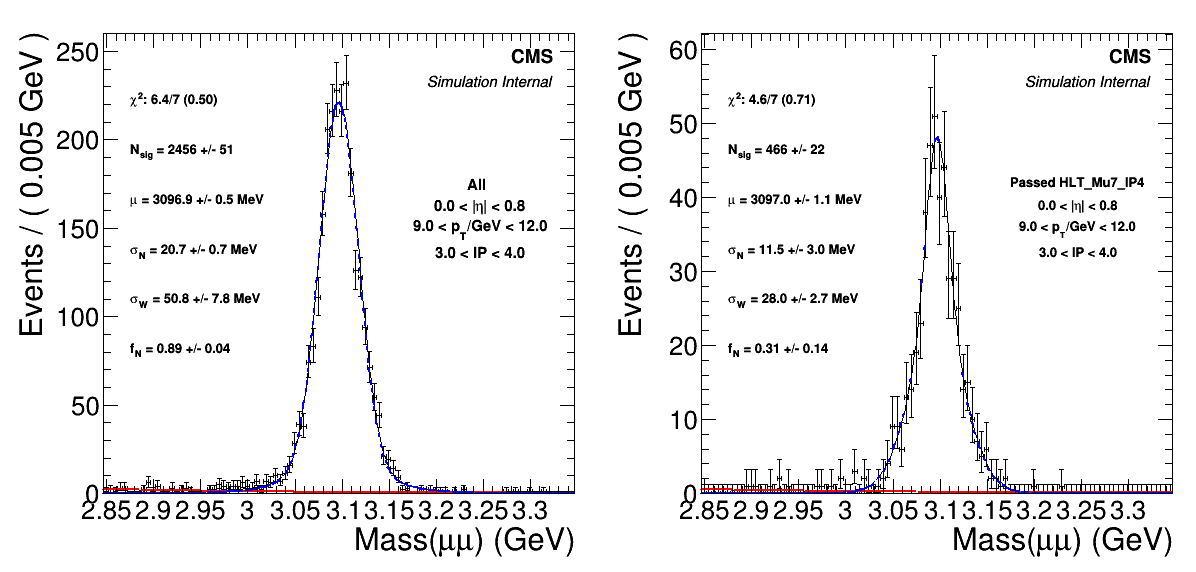 Events / ( 0.005 GeV )
250
200
150
100
50
0
CMS
Simulation Internal
χ²: 6.4/7 (0.50)
N_sig = 2456 +/- 51
μ = 3096.9 +/- 0.5 MeV
σ_N = 20.7 +/- 0.7 MeV
σ_W = 50.8 +/- 7.8 MeV
f_N = 0.89 +/- 0.04
All
0.0 < |η| < 0.8
9.0 < p_T/GeV < 12.0
3.0 < IP < 4.0
2.85 2.9 2.95 3 3.05 3.1 3.15 3.2 3.25 3.3
Mass(μμ) (GeV)
Events / ( 0.005 GeV )
60
50
40
30
20
10
0
CMS
Simulation Internal
χ²: 4.6/7 (0.71)
N_sig = 466 +/- 22
μ = 3097.0 +/- 1.1 MeV
σ_N = 11.5 +/- 3.0 MeV
σ_W = 28.0 +/- 2.7 MeV
f_N = 0.31 +/- 0.14
Passed HLT_Mu7_IP4
0.0 < |η| < 0.8
9.0 < p_T/GeV < 12.0
3.0 < IP < 4.0
2.85 2.9 2.95 3 3.05 3.1 3.15 3.2 3.25 3.3
Mass(μμ) (GeV)